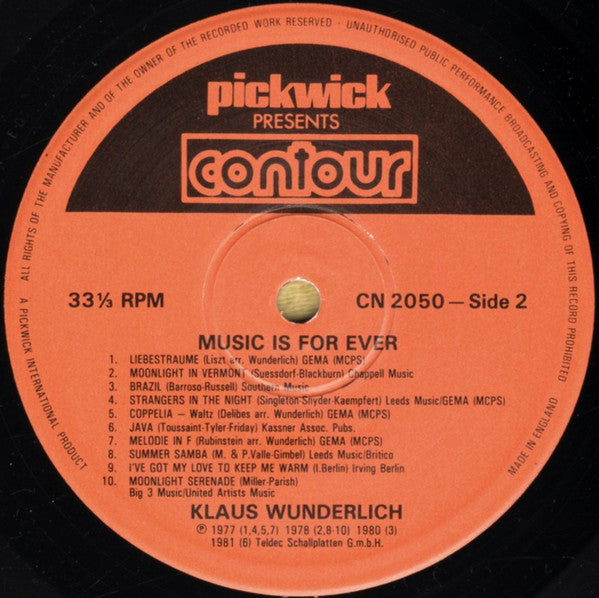 ALL RIGHTS OF THE MANUFACTURER AND OF THE OWNER OF THE RECORDED WORK RESERVED - UNAUTHORISED PUBLIC PERFORMANCE BROADCASTING AND COPYING OF THIS RECORD PROHIBITED
pickwick
PRESENTS
contour
33⅓ RPM
CN 2050 — Side 2
MUSIC IS FOR EVER
1. LIEBESTRAUME (Liszt arr. Wunderlich) GEMA (MCPS)
2. MOONLIGHT IN VERMONT (Suessdorf-Blackburn) Chappell Music
3. BRAZIL (Barroso-Russell) Southern Music
4. STRANGERS IN THE NIGHT (Singleton-Snyder-Kaempfert) Leeds Music/GEMA (MCPS)
5. COPPELIA — Waltz (Delibes arr. Wunderlich) GEMA (MCPS)
6. JAVA (Toussaint-Tyler-Friday) Kassner Assoc. Pubs.
7. MELODIE IN F (Rubinstein arr. Wunderlich) GEMA (MCPS)
8. SUMMER SAMBA (M. & P.Valle-Gimbel) Leeds Music/Britico
9. I'VE GOT MY LOVE TO KEEP ME WARM (I.Berlin) Irving Berlin
10. MOONLIGHT SERENADE (Miller-Parish)
Big 3 Music/United Artists Music
KLAUS WUNDERLICH
℗ 1977 (1,4,5,7) 1978 (2,8-10) 1980 (3)
1981 (6) Teldec Schallplatten G.m.b.H.
A PICKWICK INTERNATIONAL PRODUCT
MADE IN ENGLAND